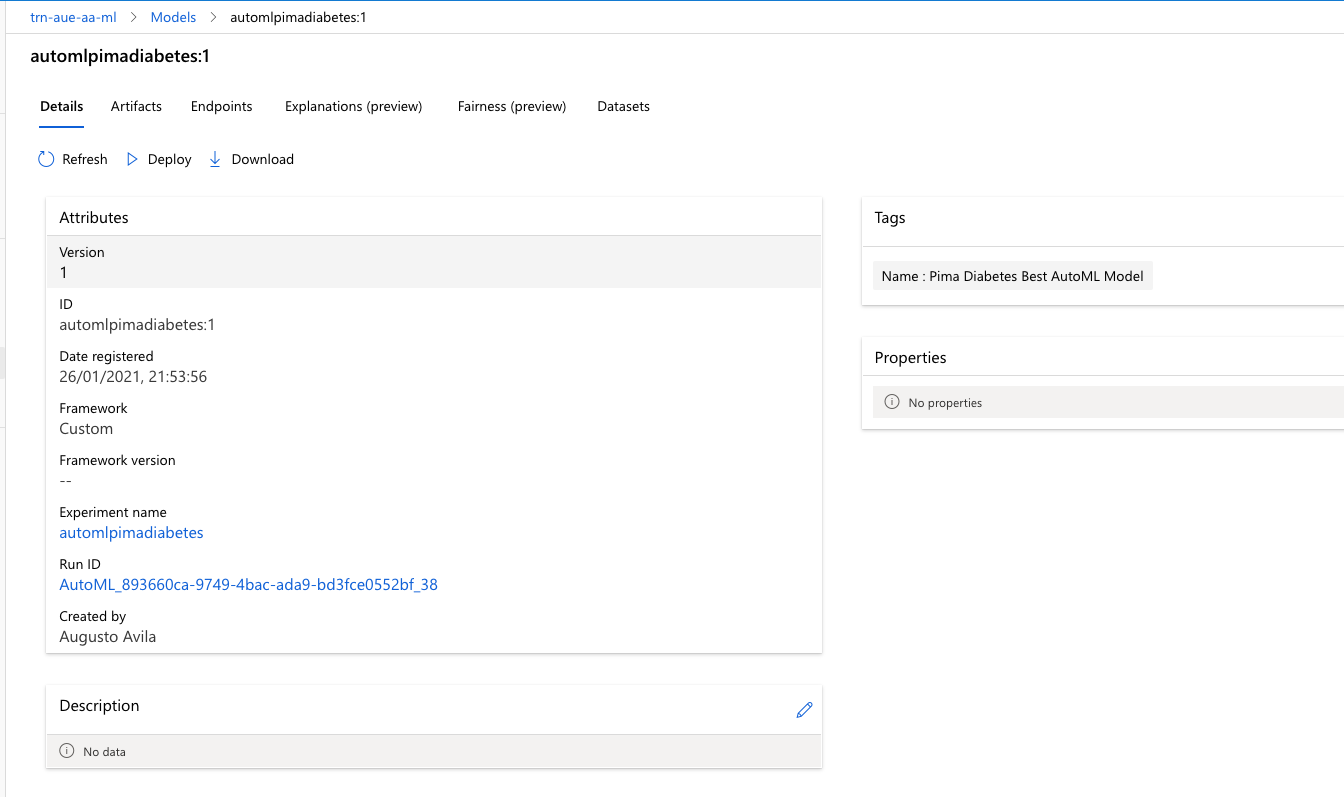 trn-aue-aa-ml > Models > automlpimadiabetes:1
automlpimadiabetes:1
Details Artifacts Endpoints Explanations (preview) Fairness (preview) Datasets
Refresh Deploy Download
Attributes
Version
1
ID
automlpimadiabetes:1
Date registered
26/01/2021, 21:53:56
Framework
Custom
Framework version
--
Experiment name
automlpimadiabetes
Run ID
AutoML_893660ca-9749-4bac-ada9-bd3fce0552bf_38
Created by
Augusto Avila
Description
No data
Tags
Name : Pima Diabetes Best AutoML Model
Properties
No properties